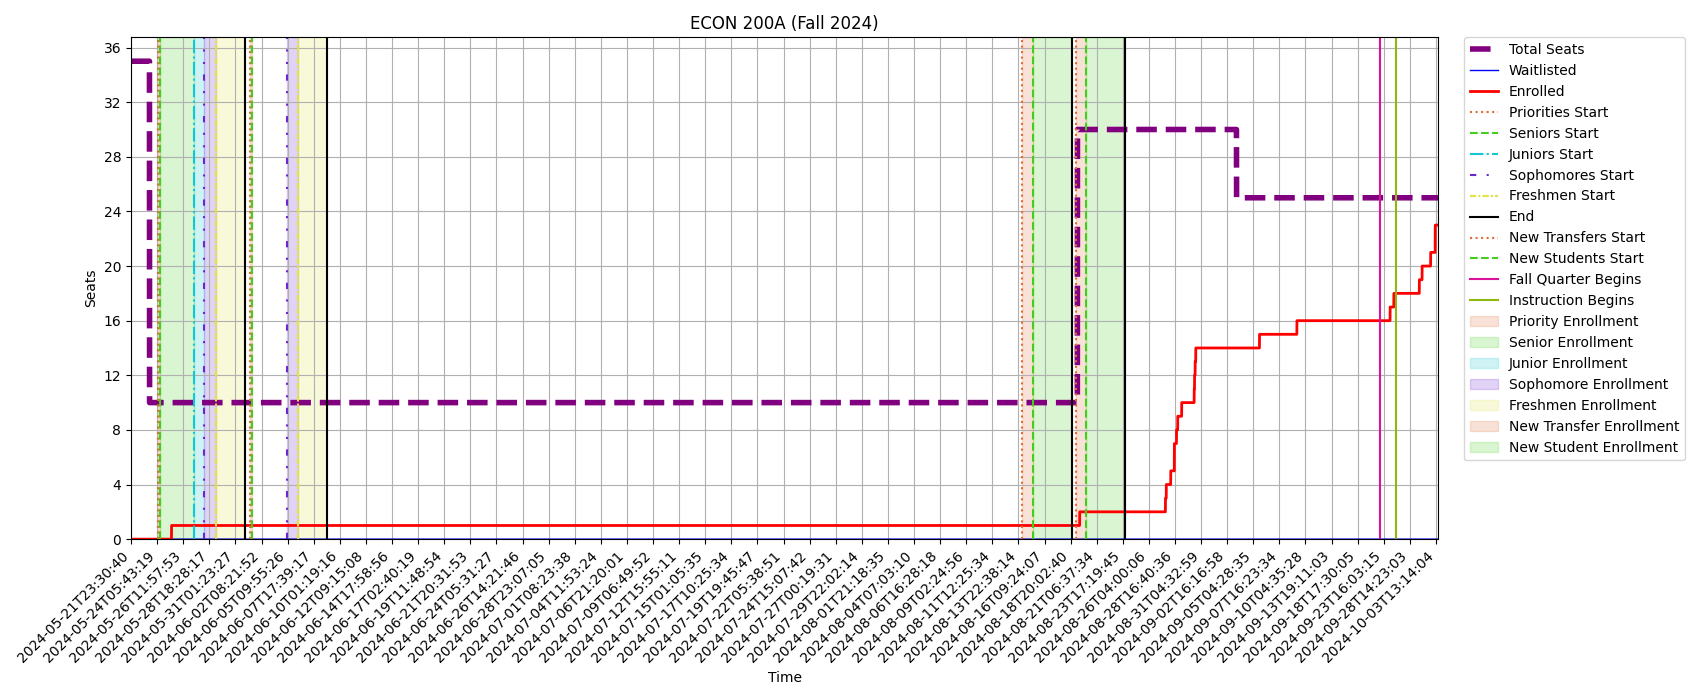 ECON 200A (Fall 2024)
36
32
28
24
20
16
12
8
4
0
Seats
2024-05-21T23:30:40
2024-05-24T05:43:19
2024-05-26T11:57:53
2024-05-28T18:28:17
2024-05-31T01:23:27
2024-06-02T08:21:52
2024-06-05T09:55:26
2024-06-07T17:39:17
2024-06-10T01:19:16
2024-06-12T09:15:08
2024-06-14T17:58:56
2024-06-17T02:40:19
2024-06-19T11:48:54
2024-06-21T20:31:53
2024-06-24T05:31:27
2024-06-26T14:21:46
2024-06-28T23:07:05
2024-07-01T08:23:38
2024-07-04T11:53:24
2024-07-06T21:20:01
2024-07-09T06:49:52
2024-07-12T15:55:11
2024-07-15T01:05:35
2024-07-17T10:25:34
2024-07-19T19:45:47
2024-07-22T05:38:51
2024-07-24T15:07:42
2024-07-27T00:19:31
2024-07-29T22:02:14
2024-08-01T21:18:35
2024-08-04T07:03:10
2024-08-06T16:28:18
2024-08-09T02:24:56
2024-08-11T12:25:34
2024-08-13T22:38:14
2024-08-16T09:24:07
2024-08-18T20:02:40
2024-08-21T06:37:34
2024-08-23T17:19:45
2024-08-26T04:00:06
2024-08-28T16:40:36
2024-08-31T04:32:59
2024-09-02T16:16:58
2024-09-05T04:28:35
2024-09-07T16:23:34
2024-09-10T04:35:28
2024-09-13T19:11:03
2024-09-18T17:30:05
2024-09-23T16:03:15
2024-09-28T14:23:03
2024-10-03T13:14:04
Time
Total Seats
Waitlisted
Enrolled
Priorities Start
Seniors Start
Juniors Start
Sophomores Start
Freshmen Start
End
New Transfers Start
New Students Start
Fall Quarter Begins
Instruction Begins
Priority Enrollment
Senior Enrollment
Junior Enrollment
Sophomore Enrollment
Freshmen Enrollment
New Transfer Enrollment
New Student Enrollment